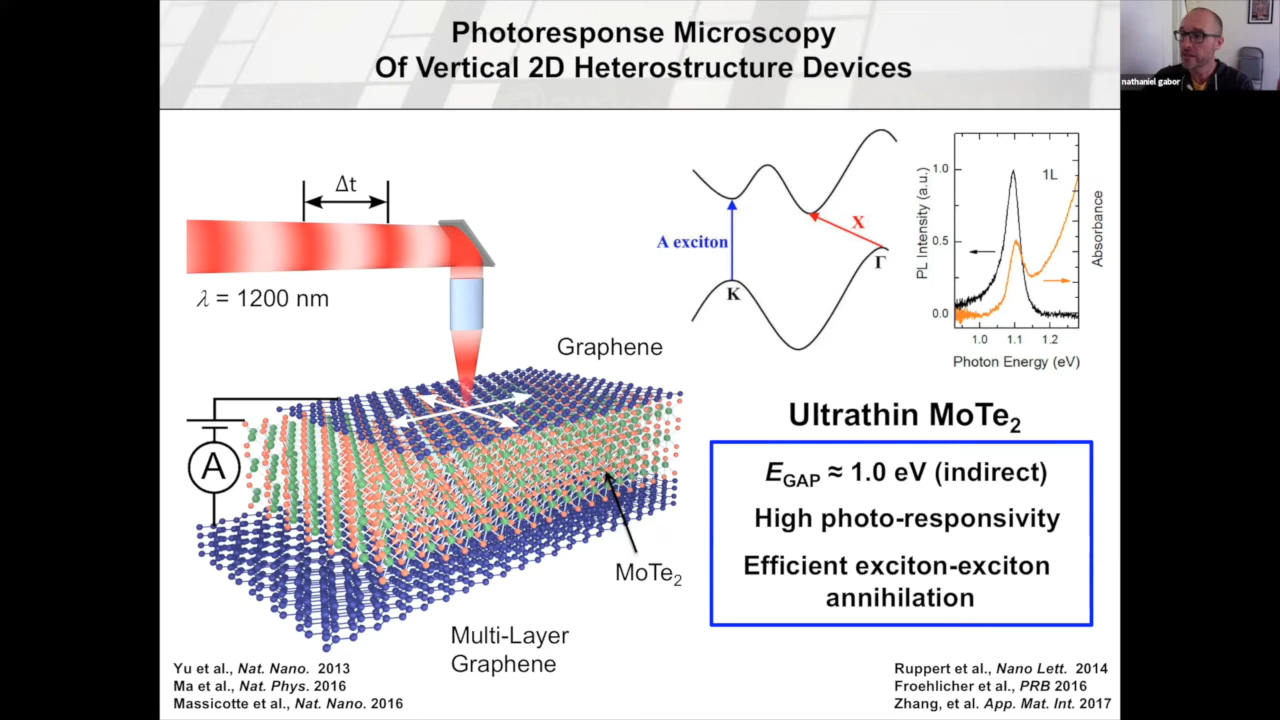 Photoresponse Microscopy
Of Vertical 2D Heterostructure Devices
nathaniel gabor
Δt
λ = 1200 nm
Graphene
A
MoTe2
Multi-Layer
Graphene
A exciton
X
K
Γ
1L
PL Intensity (a.u.)
1.0
0.5
0.0
Absorbance
1.0 1.1 1.2
Photon Energy (eV)
Ultrathin MoTe2
EGAP ≈ 1.0 eV (indirect)
High photo-responsivity
Efficient exciton-exciton
annihilation
Yu et al., Nat. Nano. 2013
Ma et al., Nat. Phys. 2016
Massicotte et al., Nat. Nano. 2016
Ruppert et al., Nano Lett. 2014
Froehlicher et al., PRB 2016
Zhang, et al. App. Mat. Int. 2017